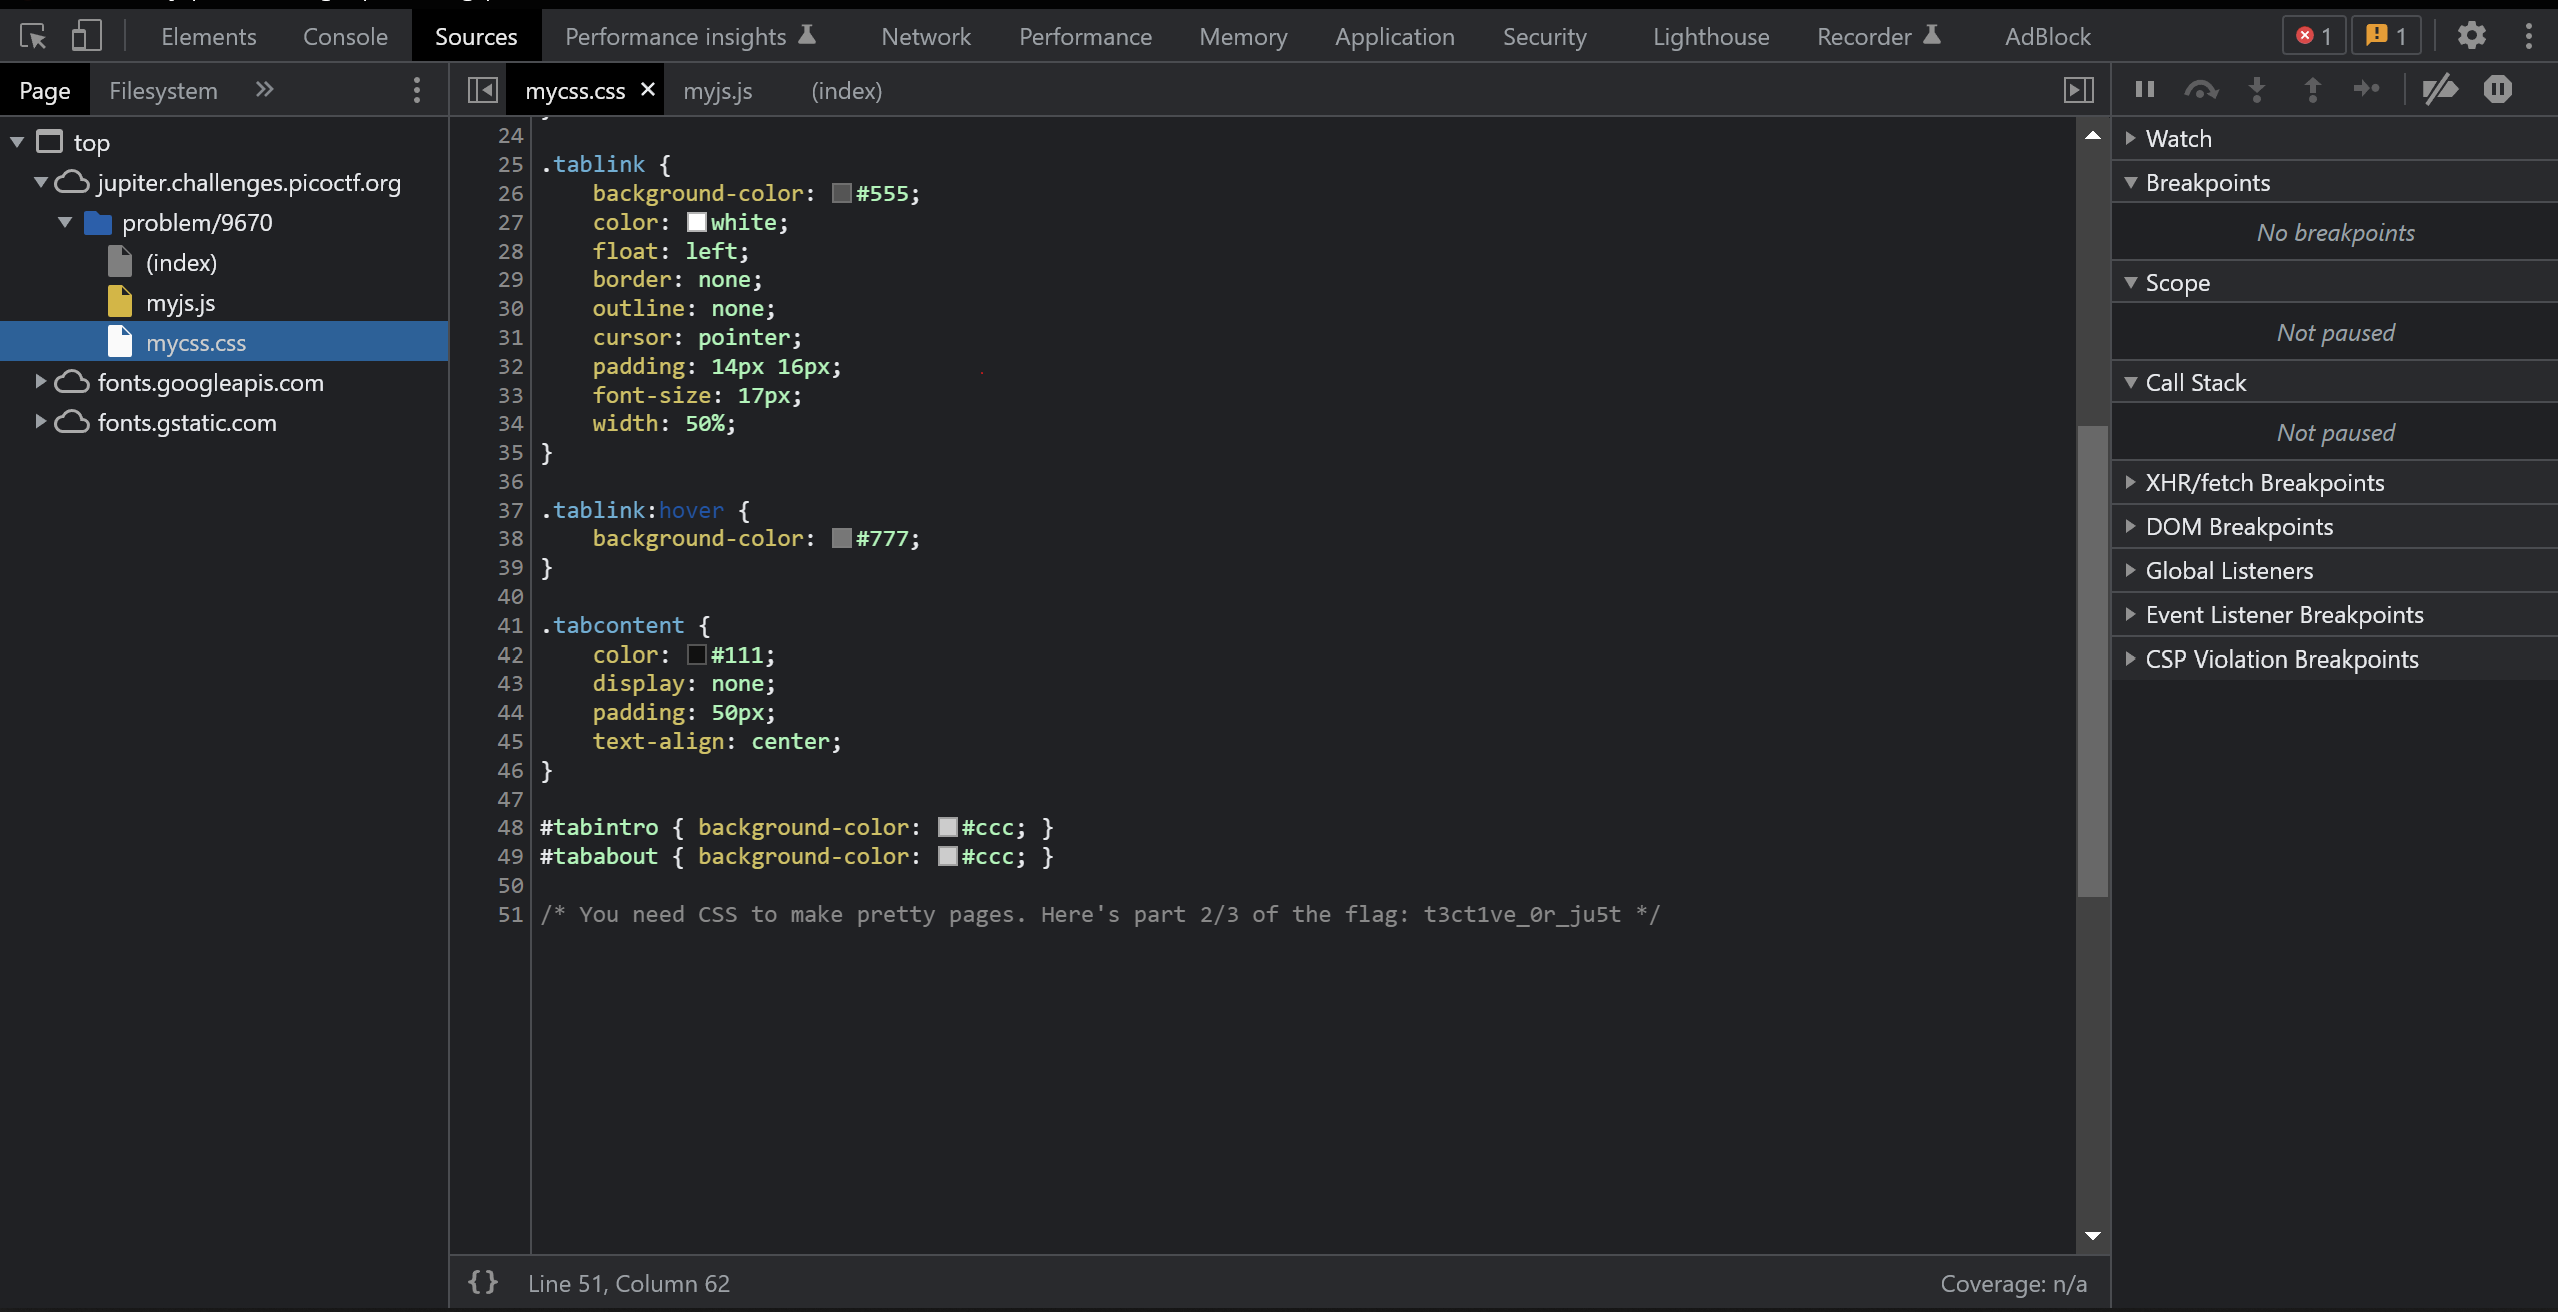 Elements Console Sources Performance insights Network Performance Memory Application Security Lighthouse Recorder AdBlock 1 1
Page Filesystem mycss.css myjs.js (index)
top
jupiter.challenges.picoctf.org
problem/9670
(index)
myjs.js
mycss.css
fonts.googleapis.com
fonts.gstatic.com
24
25 .tablink {
26 background-color: #555;
27 color: white;
28 float: left;
29 border: none;
30 outline: none;
31 cursor: pointer;
32 padding: 14px 16px;
33 font-size: 17px;
34 width: 50%;
35 }
36
37 .tablink:hover {
38 background-color: #777;
39 }
40
41 .tabcontent {
42 color: #111;
43 display: none;
44 padding: 50px;
45 text-align: center;
46 }
47
48 #tabintro { background-color: #ccc; }
49 #tababout { background-color: #ccc; }
50
51 /* You need CSS to make pretty pages. Here's part 2/3 of the flag: t3ct1ve_0r_ju5t */
{} Line 51, Column 62 Coverage: n/a
Watch
Breakpoints
No breakpoints
Scope
Not paused
Call Stack
Not paused
XHR/fetch Breakpoints
DOM Breakpoints
Global Listeners
Event Listener Breakpoints
CSP Violation Breakpoints